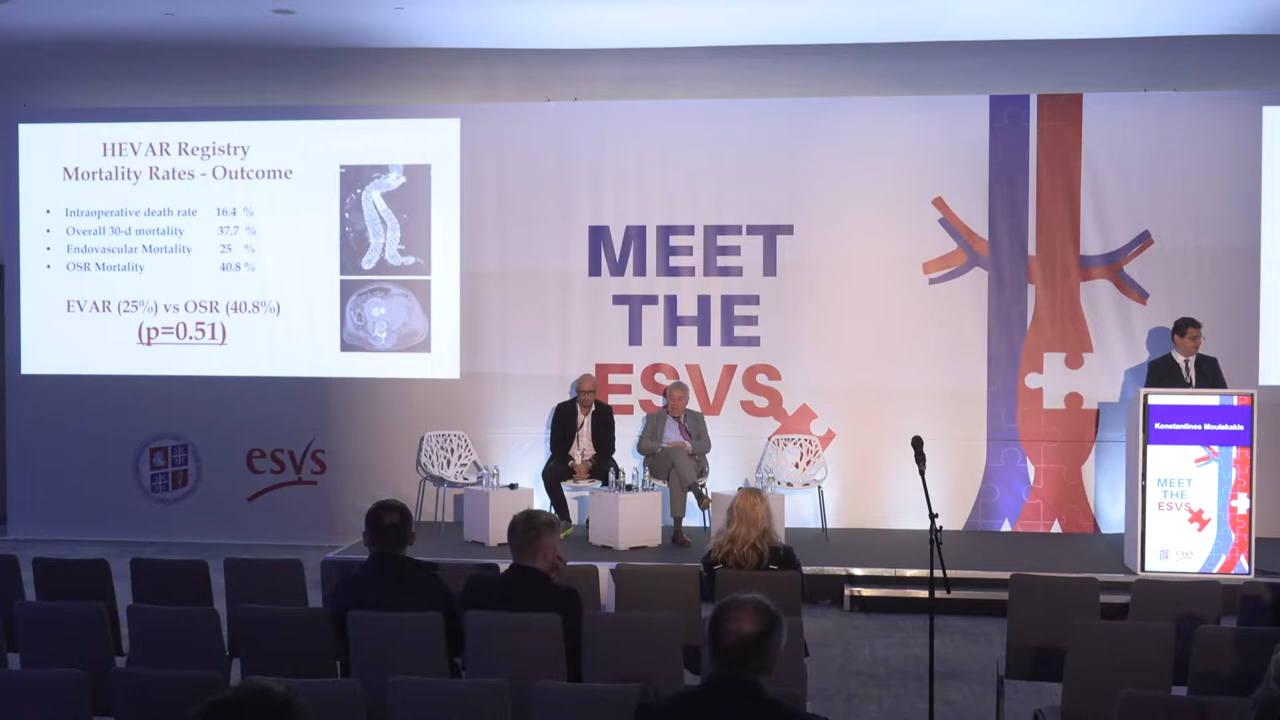 HEVAR Registry
Mortality Rates - Outcome
• Intraoperative death rate 16.4 %
• Overall 30-d mortality 37.7 %
• Endovascular Mortality 25 %
• OSR Mortality 40.8 %
EVAR (25%) vs OSR (40.8%)
(p=0.51)
MEET
THE
ESVS
esvs
Konstantinos Moulakakis
MEET
THE
ESVS
esvs